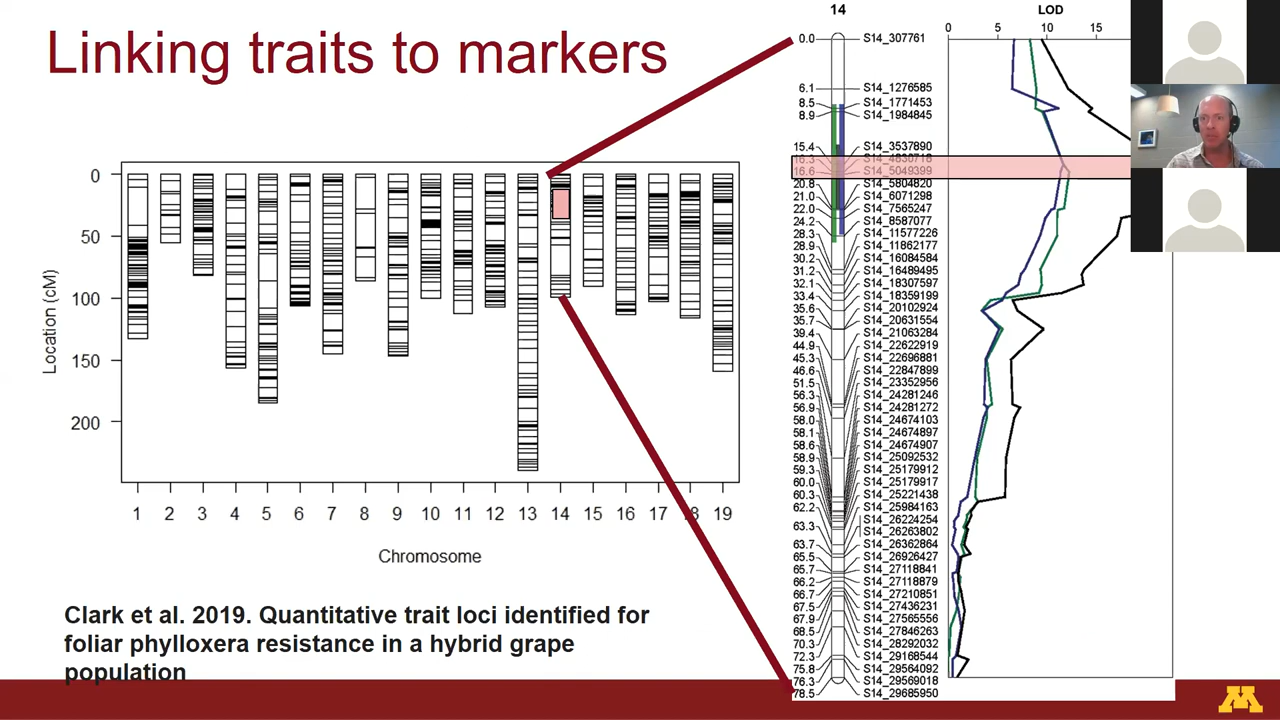 Linking traits to markers
0
50
100
150
200
Location (cM)
1 2 3 4 5 6 7 8 9 10 11 12 13 14 15 16 17 18 19
Chromosome
Clark et al. 2019. Quantitative trait loci identified for
foliar phylloxera resistance in a hybrid grape
population
14
0.0 S14_307761
6.1 S14_1276585
8.5 S14_1771453
8.9 S14_1984845
15.4 S14_3537890
16.3 S14_4836718
16.6 S14_5049399
20.8 S14_5804820
21.0 S14_6071298
22.0 S14_7565247
24.2 S14_8587077
28.3 S14_11577226
28.9 S14_11862177
30.2 S14_16084584
31.2 S14_16489495
32.1 S14_18307597
33.4 S14_18359199
35.6 S14_20102924
35.7 S14_20631554
39.4 S14_21063284
44.9 S14_22622919
45.3 S14_22696881
46.6 S14_22847899
51.5 S14_23352956
56.3 S14_24281246
56.9 S14_24281272
58.0 S14_24674103
58.1 S14_24674897
58.6 S14_24674907
58.9 S14_25092532
59.3 S14_25179912
60.0 S14_25179917
60.3 S14_25221438
62.2 S14_25984163
S14_26224254
63.3 S14_26263802
63.7 S14_26362864
65.5 S14_26926427
65.7 S14_27118841
66.2 S14_27118879
66.7 S14_27210851
67.5 S14_27436231
67.9 S14_27565556
68.5 S14_27846263
70.3 S14_28292032
72.3 S14_29168544
75.8 S14_29564092
76.3 S14_29569018
78.5 S14_29685950
LOD
0 5 10 15
M